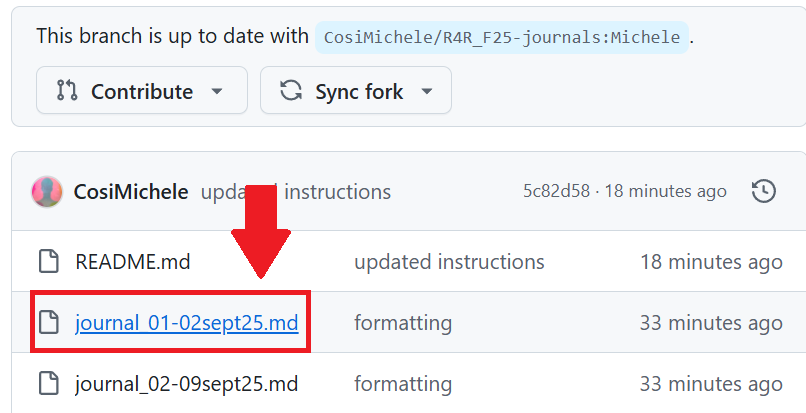 This branch is up to date with CosiMichele/R4R_F25-journals:Michele.
Contribute Sync fork
CosiMichele updated instructions 5c82d58 · 18 minutes ago
README.md updated instructions 18 minutes ago
journal_01-02sept25.md formatting 33 minutes ago
journal_02-09sept25.md formatting 33 minutes ago